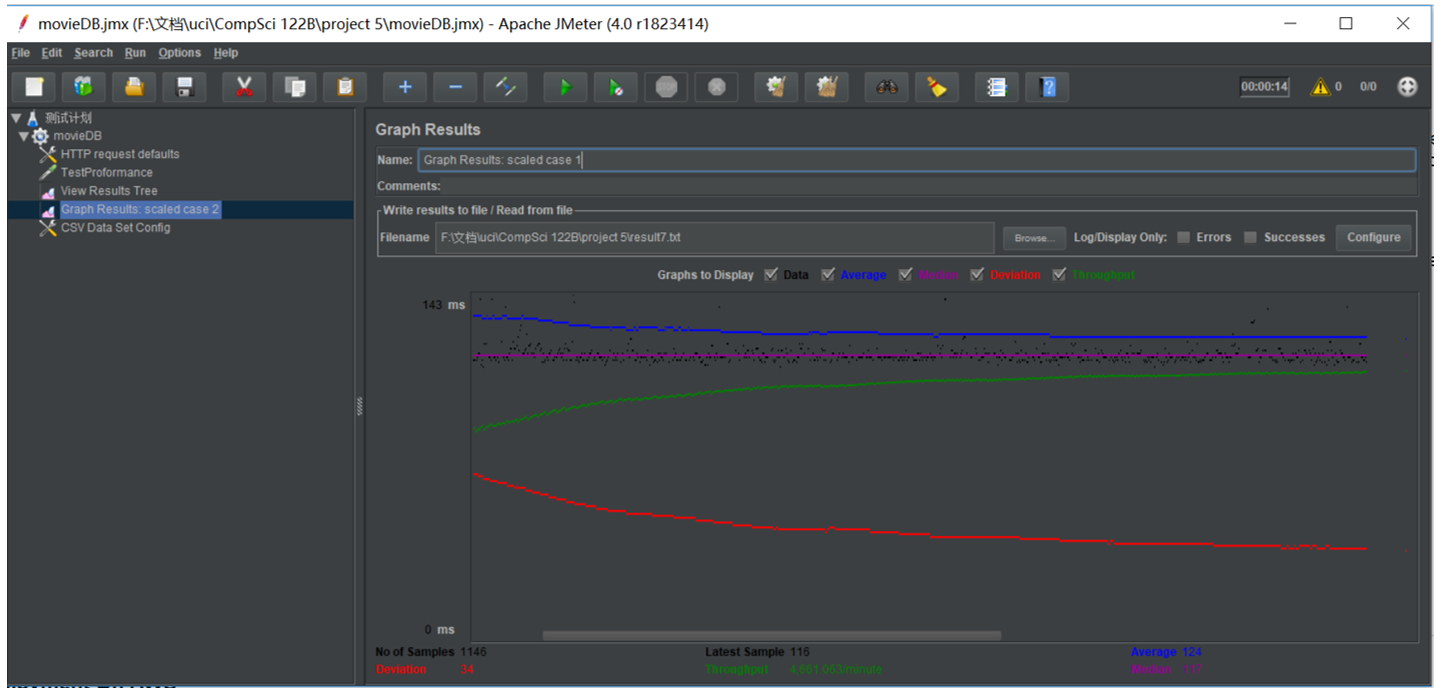 movieDB.jmx (F:\文档\uci\CompSci 122B\project 5\movieDB.jmx) - Apache JMeter (4.0 r1823414)
File Edit Search Run Options Help
00:00:14 0 0/0
测试计划
movieDB
HTTP request defaults
TestProformance
View Results Tree
Graph Results: scaled case 2
CSV Data Set Config
Graph Results
Name: Graph Results: scaled case 1
Comments:
Write results to file / Read from file
Filename F:\文档\uci\CompSci 122B\project 5\result7.txt Browse... Log/Display Only: Errors Successes Configure
Graphs to Display Data Average Median Deviation Throughput
143 ms
0 ms
No of Samples 1146 Latest Sample 116 Average 124
Deviation 34 Throughput 4,661.063/minute Median